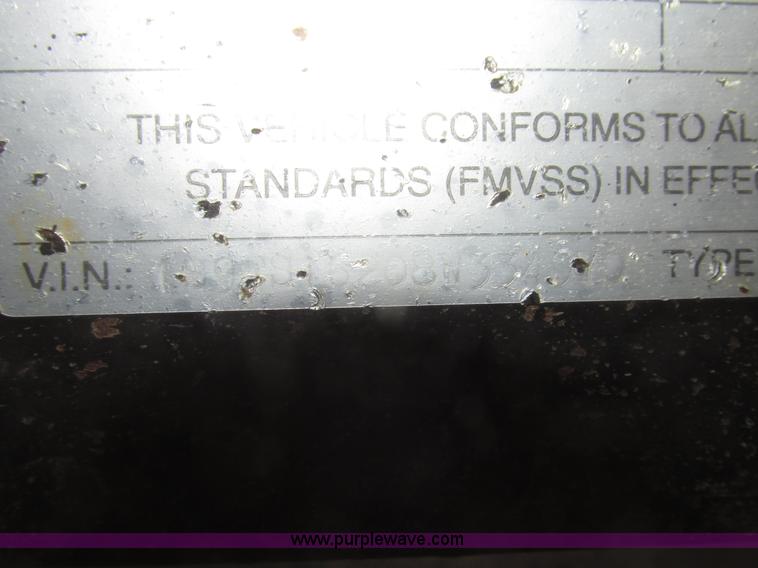 THIS VEHICLE CONFORMS TO AL
STANDARDS (FMVSS) IN EFFE
V.I.N.: TYPE
www.purplewave.com